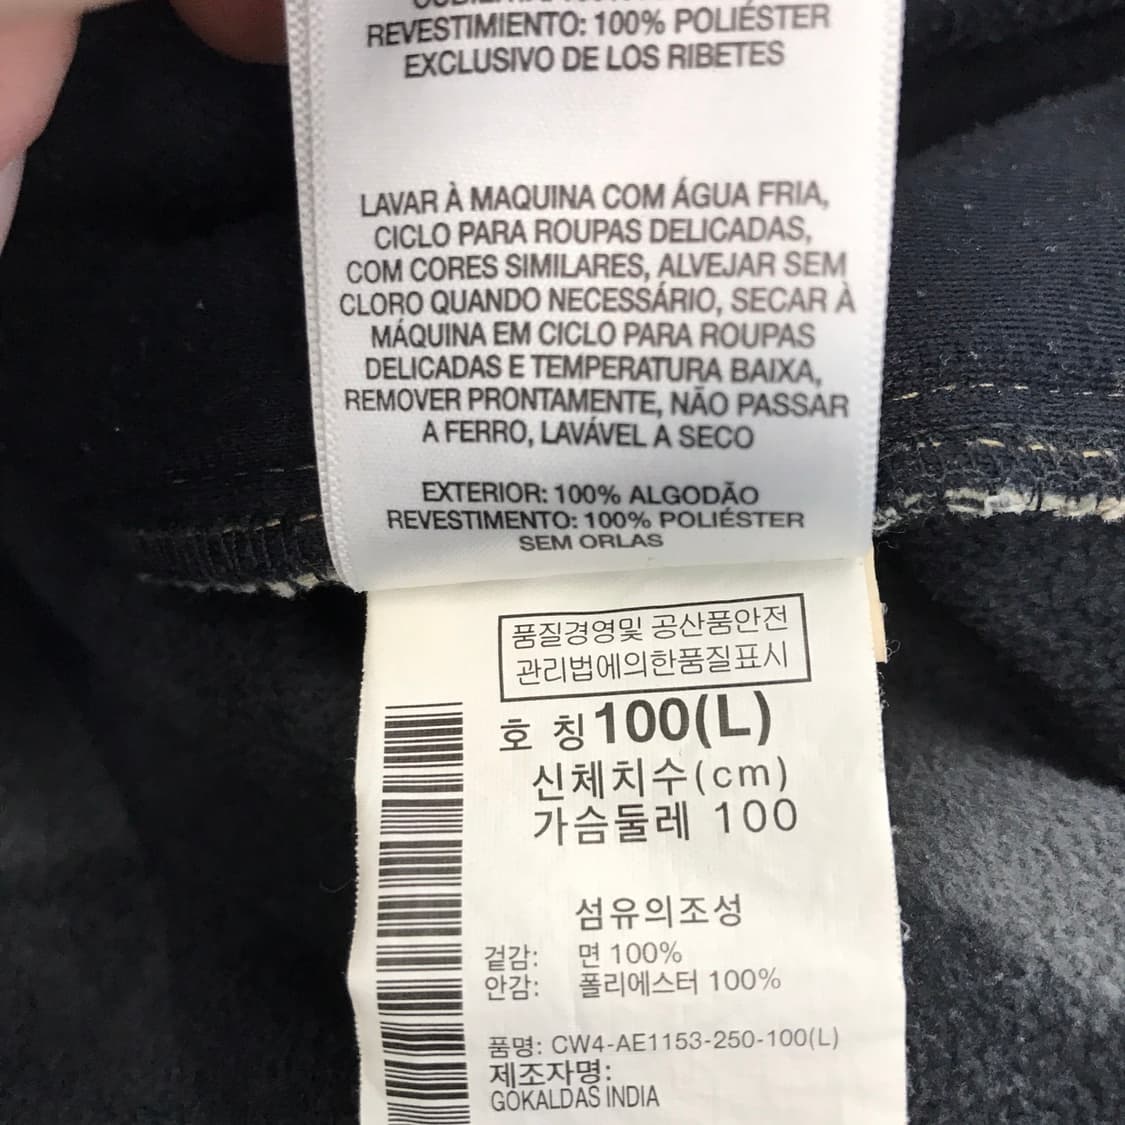 REVESTIMIENTO: 100% POLIÉSTER
EXCLUSIVO DE LOS RIBETES
LAVAR À MAQUINA COM ÁGUA FRIA,
CICLO PARA ROUPAS DELICADAS,
COM CORES SIMILARES, ALVEJAR SEM
CLORO QUANDO NECESSÁRIO, SECAR À
MÁQUINA EM CICLO PARA ROUPAS
DELICADAS E TEMPERATURA BAIXA,
REMOVER PRONTAMENTE, NÃO PASSAR
A FERRO, LAVÁVEL A SECO
EXTERIOR: 100% ALGODÃO
REVESTIMENTO: 100% POLIÉSTER
SEM ORLAS
품질경영및 공산품안전
관리법에의한품질표시
호 칭 100(L)
신체치수(cm)
가슴둘레 100
섬유의조성
겉감: 면 100%
안감: 폴리에스터 100%
품명: CW4-AE1153-250-100(L)
제조자명:
GOKALDAS INDIA